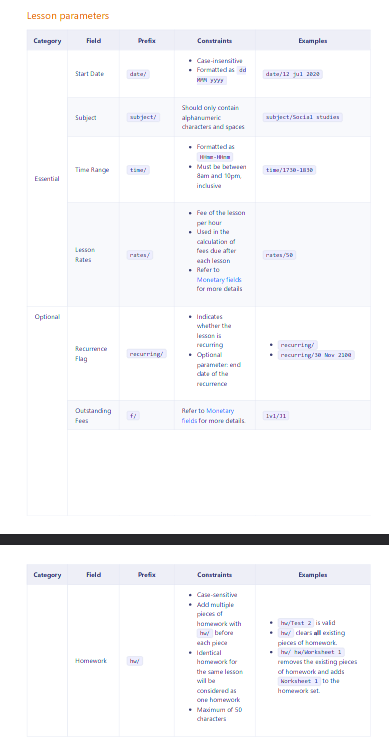 Lesson parameters
Category Field Prefix Constraints Examples
Essential
Start Date
date/
Case-insensitive
Formatted as dd
MMM yyyy
date/12 jul 2020
Subject
subject/
Should only contain
alphanumeric
characters and spaces
subject/Social studies
Time Range
time/
Formatted as
HHmm-HHmm
Must be between
8am and 10pm,
inclusive
time/1730-1830
Lesson
Rates
rates/
Fee of the lesson
per hour
Used in the
calculation of
fees due after
each lesson
Refer to
Monetary fields
for more details
rates/50
Optional
Recurrence
Flag
recurring/
Indicates
whether the
lesson is
recurring
Optional
parameter: end
date of the
recurrence
recurring/
recurring/30 Nov 2100
Outstanding
Fees
f/
Refer to Monetary
fields for more details.
Category Field Prefix Constraints Examples
Homework
hw/
Case-sensitive
Add multiple
pieces of
homework with
hw/ before
each piece
Identical
homework for
the same lesson
will be
considered as
one homework
Maximum of 50
characters
hw/Test 2 is valid
hw/ clears all existing
pieces of homework.
hw/ hw/Worksheet 1
removes the existing pieces
of homework and adds
Worksheet 1 to the
homework set.